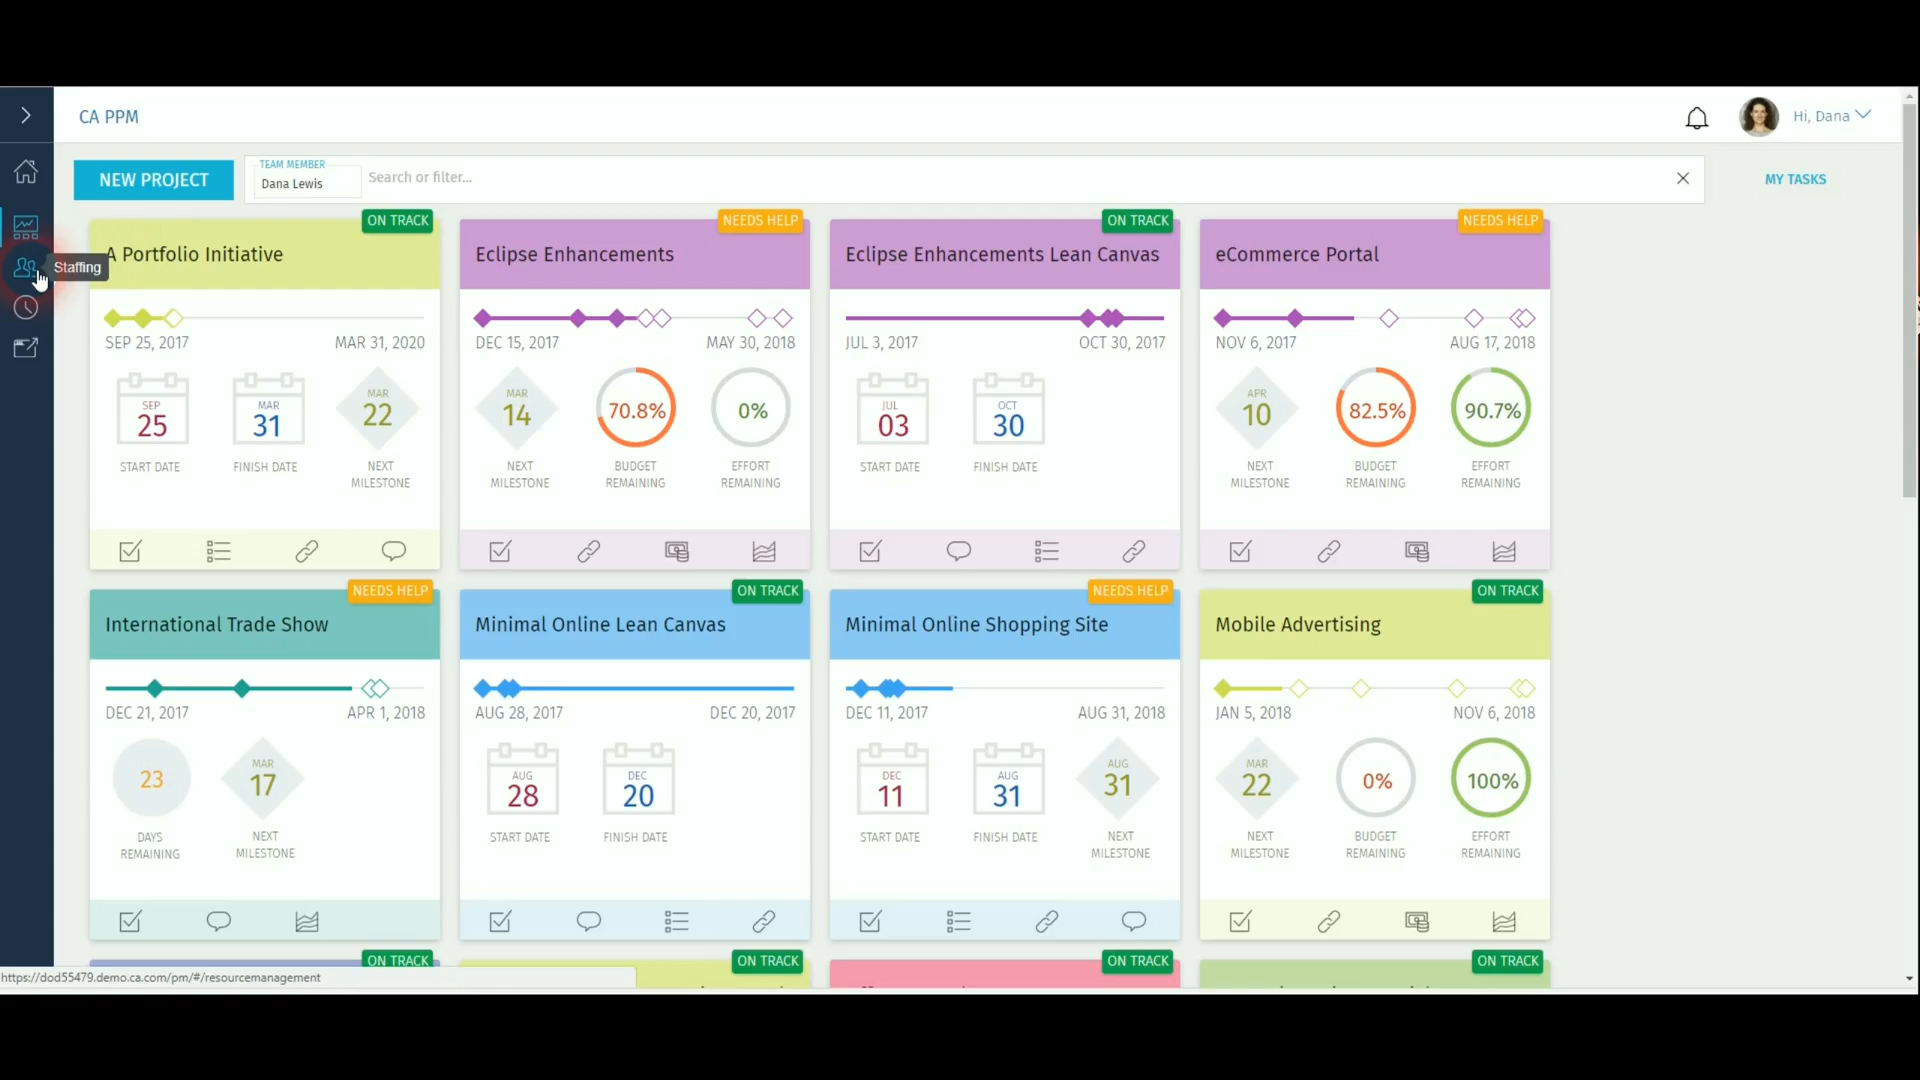 CA PPM
Hi, Dana
NEW PROJECT
TEAM MEMBER
Dana Lewis
Search or filter...
MY TASKS
Staffing
ON TRACK
A Portfolio Initiative
SEP 25, 2017
MAR 31, 2020
SEP
25
START DATE
MAR
31
FINISH DATE
MAR
22
NEXT
MILESTONE
NEEDS HELP
Eclipse Enhancements
DEC 15, 2017
MAY 30, 2018
MAR
14
NEXT
MILESTONE
70.8%
BUDGET
REMAINING
0%
EFFORT
REMAINING
ON TRACK
Eclipse Enhancements Lean Canvas
JUL 3, 2017
OCT 30, 2017
JUL
03
START DATE
OCT
30
FINISH DATE
NEEDS HELP
eCommerce Portal
NOV 6, 2017
AUG 17, 2018
APR
10
NEXT
MILESTONE
82.5%
BUDGET
REMAINING
90.7%
EFFORT
REMAINING
NEEDS HELP
International Trade Show
DEC 21, 2017
APR 1, 2018
23
DAYS
REMAINING
MAR
17
NEXT
MILESTONE
ON TRACK
Minimal Online Lean Canvas
AUG 28, 2017
DEC 20, 2017
AUG
28
START DATE
DEC
20
FINISH DATE
NEEDS HELP
Minimal Online Shopping Site
DEC 11, 2017
AUG 31, 2018
DEC
11
START DATE
AUG
31
FINISH DATE
AUG
31
NEXT
MILESTONE
ON TRACK
Mobile Advertising
JAN 5, 2018
NOV 6, 2018
MAR
22
NEXT
MILESTONE
0%
BUDGET
REMAINING
100%
EFFORT
REMAINING
ON TRACK
ON TRACK
ON TRACK
ON TRACK
https://dod55479.demo.ca.com/pm/#/resourcemanagement